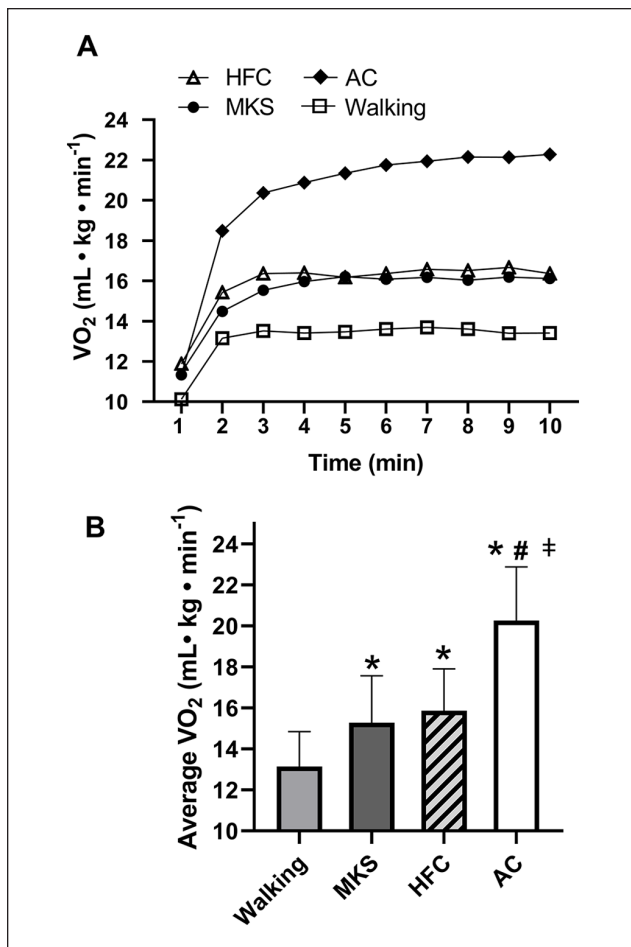 A
HFC AC
MKS Walking
VO₂ (mL • kg • min⁻¹)
24
22
20
18
16
14
12
10
1 2 3 4 5 6 7 8 9 10
Time (min)
B
Average VO₂ (mL• kg • min⁻¹)
24
22
20
18
16
14
12
10
* # ‡
* *
Walking MKS HFC AC